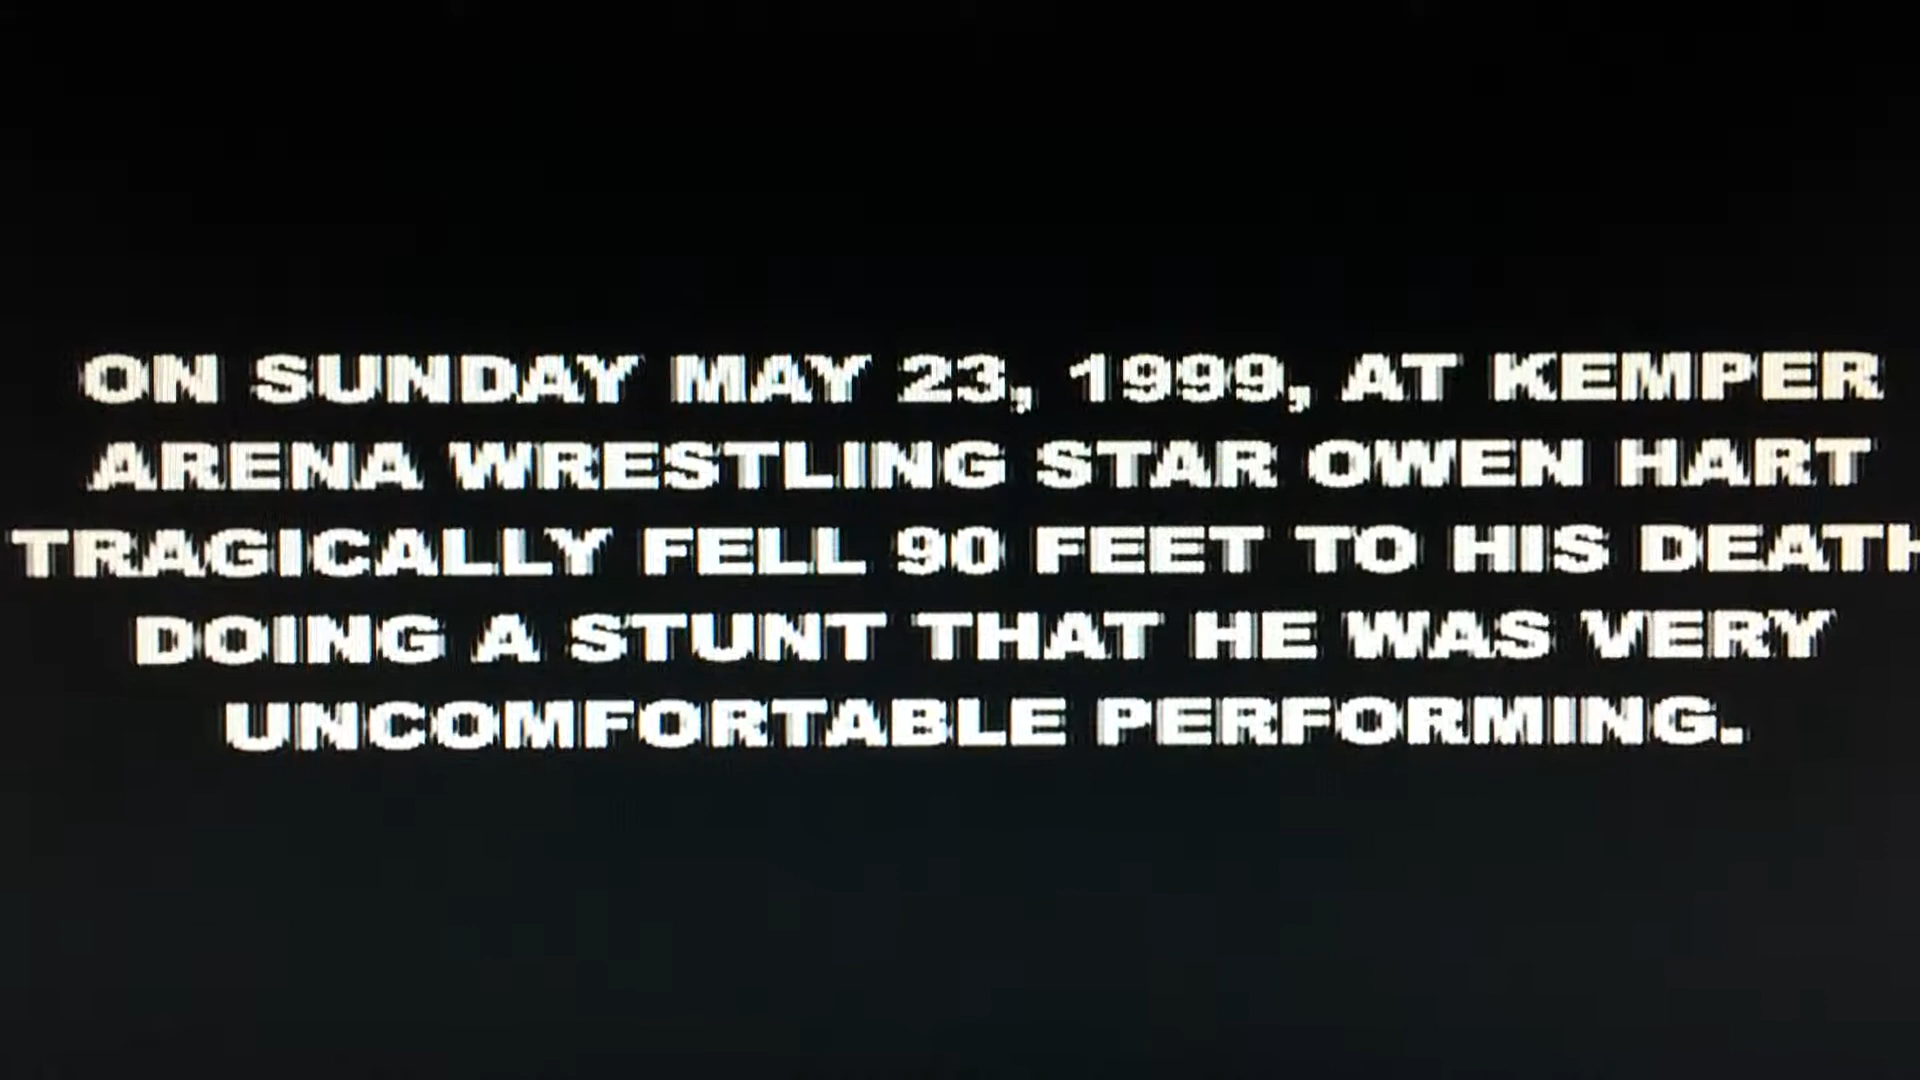 ON SUNDAY MAY 23, 1999, AT KEMPER
ARENA WRESTLING STAR OWEN HART
TRAGICALLY FELL 90 FEET TO HIS DEATH
DOING A STUNT THAT HE WAS VERY
UNCOMFORTABLE PERFORMING.